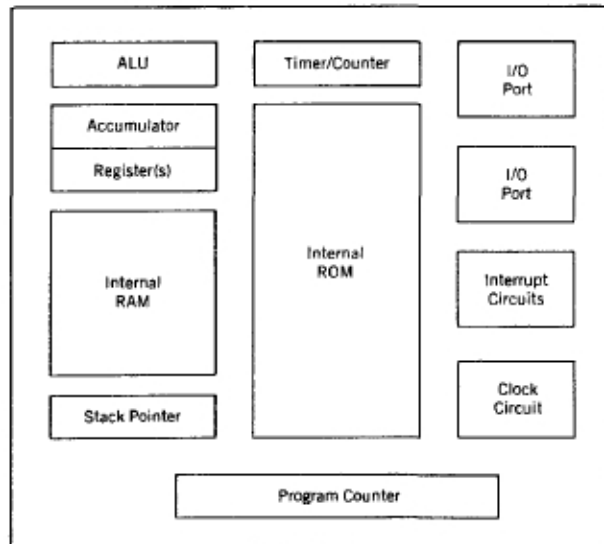 ALU
Accumulator
Register(s)
Internal
RAM
Stack Pointer
Timer/Counter
Internal
ROM
I/O
Port
I/O
Port
Interrupt
Circuits
Clock
Circuit
Program Counter